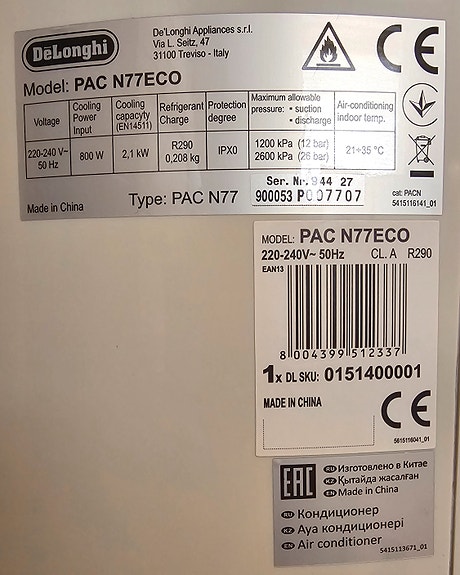 DeLonghi
De'Longhi Appliances s.r.l.
Via L. Seitz, 47
31100 Treviso - Italy
CE
Model: PAC N77ECO
Voltage
Cooling Power Input
Cooling capacyty (EN14511)
Refrigerant Charge
Protection degree
Maximum allowable pressure: • suction • discharge
Air-conditioning indoor temp.
220-240 V~ 50 Hz
800 W
2,1 kW
R290 0,208 kg
IPX0
1200 kPa (12 bar)
2600 kPa (26 bar)
21÷35 °C
Ser. Nr. 944 27
900053 P007707
Made in China
Type: PAC N77
cat: PACN
5415116141_01
MODEL: PAC N77ECO
220-240V~ 50Hz CL. A R290
EAN13
8 004399 512337
1x DL SKU: 0151400001
MADE IN CHINA
CE
5615116041_01
EAC
RU Изготовлено в Китае
KZ Қытайда жасалған
EN Made in China
RU Кондиционер
KZ Ауа кондиционері
EN Air conditioner
5415113671_01